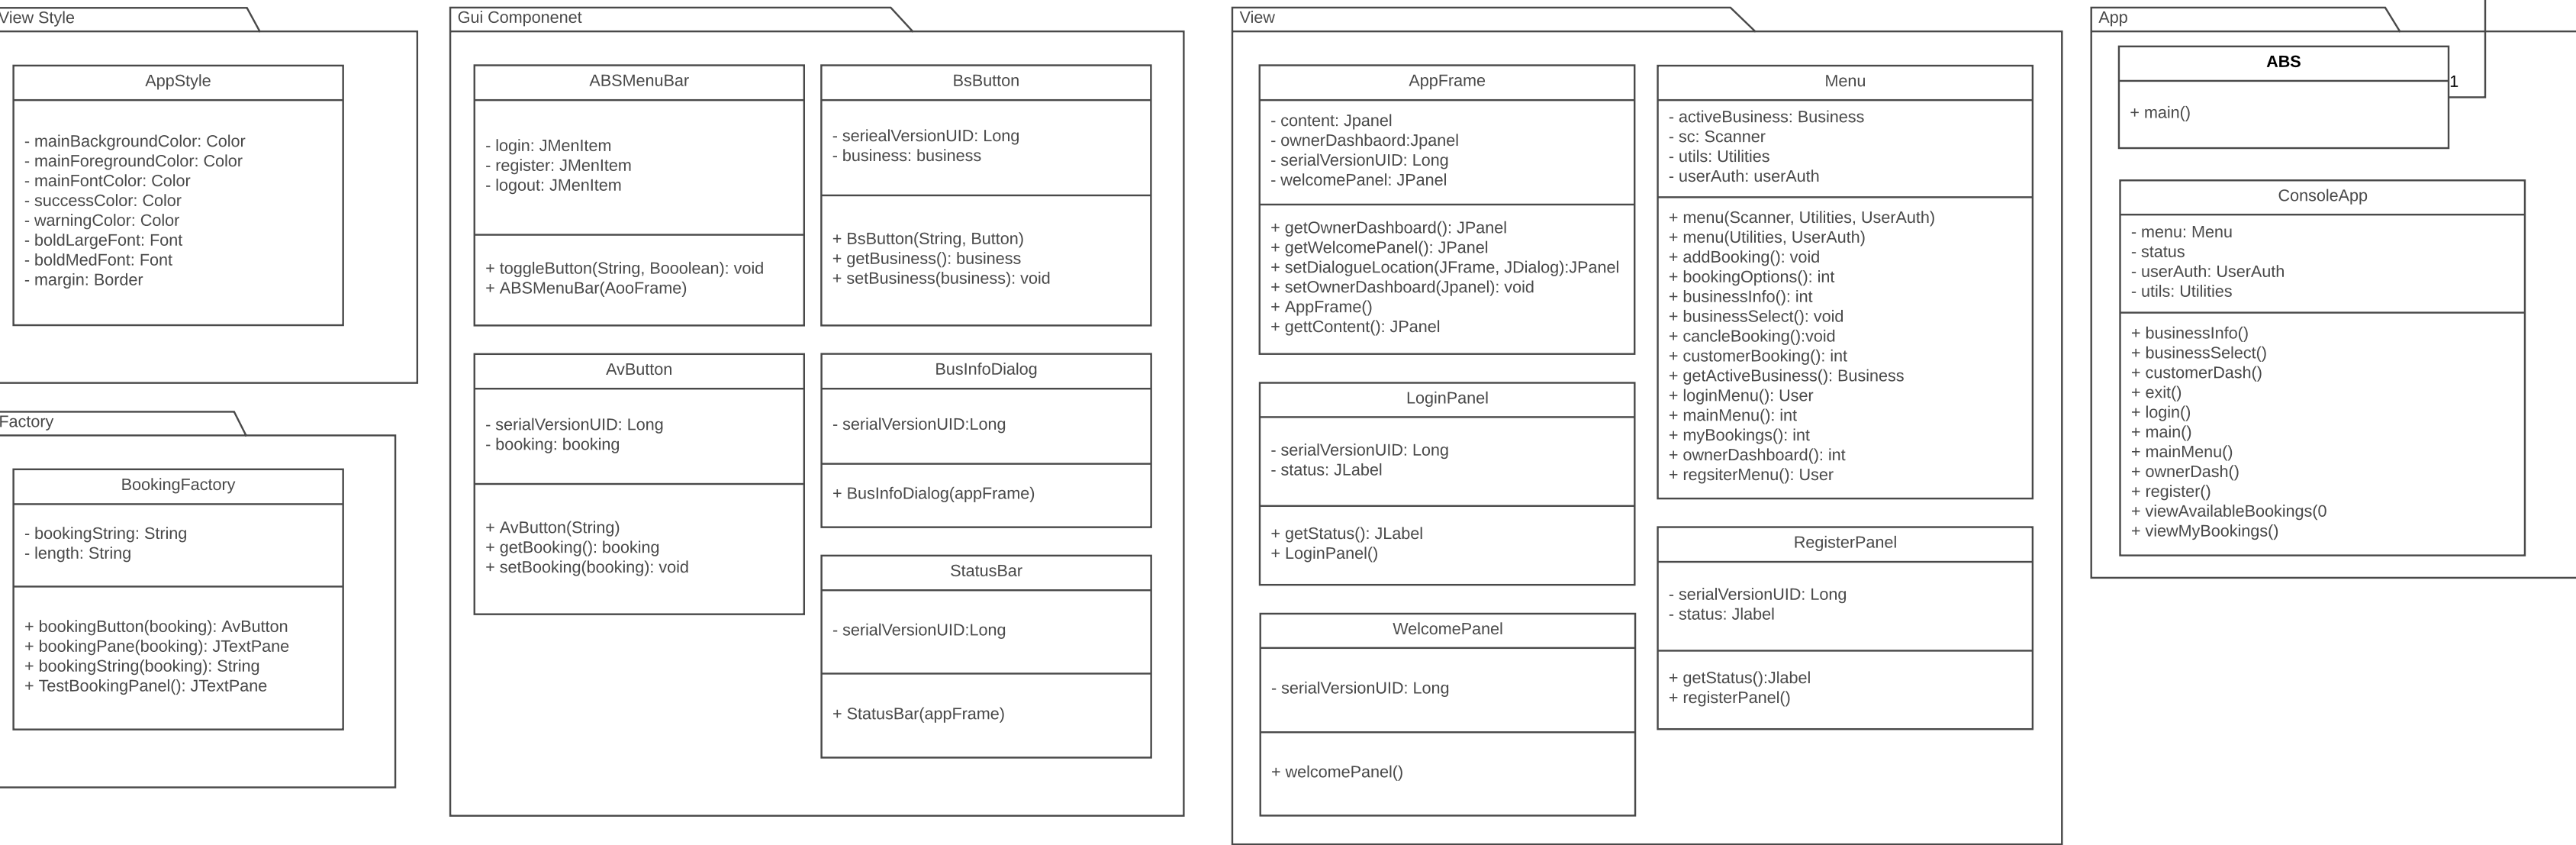 View Style
AppStyle
- mainBackgroundColor: Color
- mainForegroundColor: Color
- mainFontColor: Color
- successColor: Color
- warningColor: Color
- boldLargeFont: Font
- boldMedFont: Font
- margin: Border
Factory
BookingFactory
- bookingString: String
- length: String
+ bookingButton(booking): AvButton
+ bookingPane(booking): JTextPane
+ bookingString(booking): String
+ TestBookingPanel(): JTextPane
Gui Componenet
ABSMenuBar
- login: JMenItem
- register: JMenItem
- logout: JMenItem
+ toggleButton(String, Booolean): void
+ ABSMenuBar(AooFrame)
BsButton
- seriealVersionUID: Long
- business: business
+ BsButton(String, Button)
+ getBusiness(): business
+ setBusiness(business): void
AvButton
- serialVersionUID: Long
- booking: booking
+ AvButton(String)
+ getBooking(): booking
+ setBooking(booking): void
BusInfoDialog
- serialVersionUID:Long
+ BusInfoDialog(appFrame)
StatusBar
- serialVersionUID:Long
+ StatusBar(appFrame)
View
AppFrame
- content: Jpanel
- ownerDashbaord:Jpanel
- serialVersionUID: Long
- welcomePanel: JPanel
+ getOwnerDashboard(): JPanel
+ getWelcomePanel(): JPanel
+ setDialogueLocation(JFrame, JDialog):JPanel
+ setOwnerDashboard(Jpanel): void
+ AppFrame()
+ gettContent(): JPanel
LoginPanel
- serialVersionUID: Long
- status: JLabel
+ getStatus(): JLabel
+ LoginPanel()
WelcomePanel
- serialVersionUID: Long
+ welcomePanel()
Menu
- activeBusiness: Business
- sc: Scanner
- utils: Utilities
- userAuth: userAuth
+ menu(Scanner, Utilities, UserAuth)
+ menu(Utilities, UserAuth)
+ addBooking(): void
+ bookingOptions(): int
+ businessInfo(): int
+ businessSelect(): void
+ cancleBooking():void
+ customerBooking(): int
+ getActiveBusiness(): Business
+ loginMenu(): User
+ mainMenu(): int
+ myBookings(): int
+ ownerDashboard(): int
+ regsiterMenu(): User
RegisterPanel
- serialVersionUID: Long
- status: Jlabel
+ getStatus():Jlabel
+ registerPanel()
App
ABS
1
+ main()
ConsoleApp
- menu: Menu
- status
- userAuth: UserAuth
- utils: Utilities
+ businessInfo()
+ businessSelect()
+ customerDash()
+ exit()
+ login()
+ main()
+ mainMenu()
+ ownerDash()
+ register()
+ viewAvailableBookings(0
+ viewMyBookings()